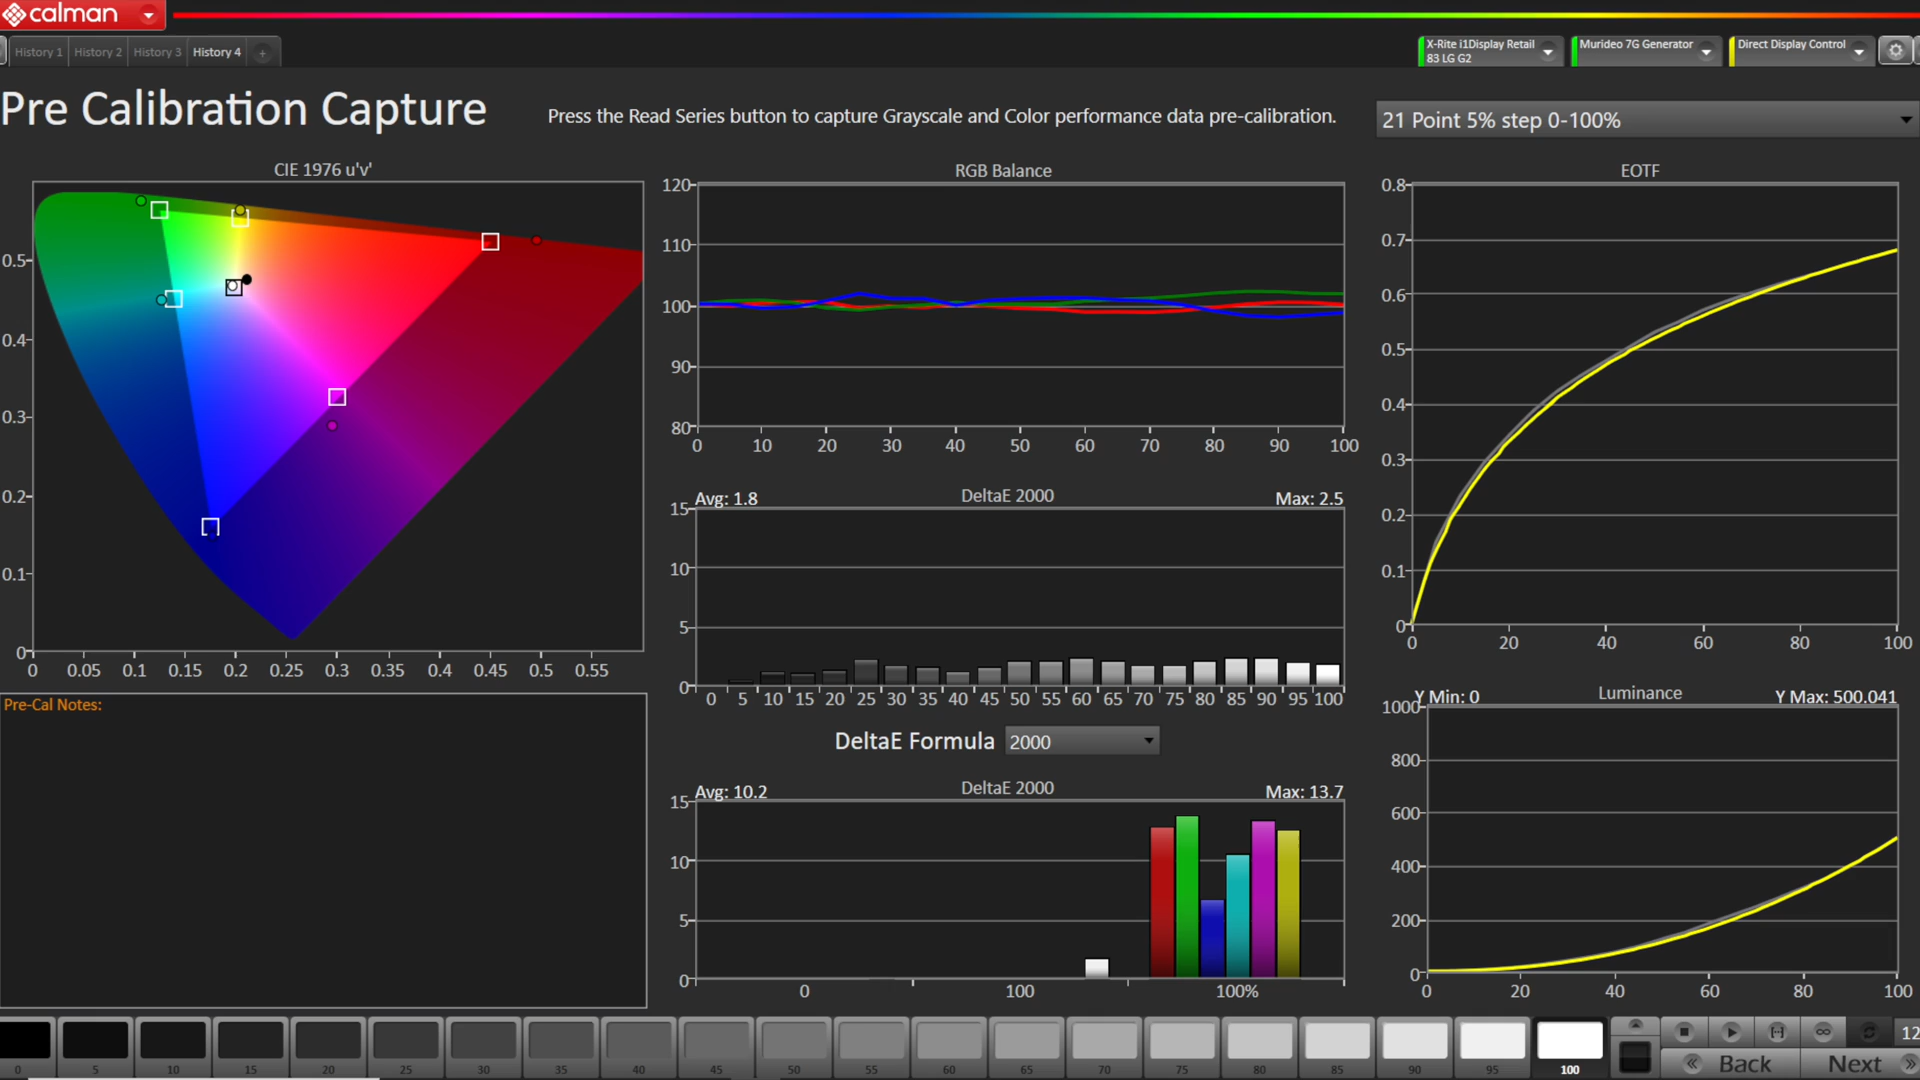 calman
History 1 History 2 History 3 History 4 +
X-Rite i1Display Retail
83 LG G2
Murideo 7G Generator
Direct Display Control
Pre Calibration Capture
Press the Read Series button to capture Grayscale and Color performance data pre-calibration.
21 Point 5% step 0-100%
CIE 1976 u'v'
0.5
0.4
0.3
0.2
0.1
0
0 0.05 0.1 0.15 0.2 0.25 0.3 0.35 0.4 0.45 0.5 0.55
RGB Balance
120
110
100
90
80
0 10 20 30 40 50 60 70 80 90 100
EOTF
0.8
0.7
0.6
0.5
0.4
0.3
0.2
0.1
0
0 20 40 60 80 100
Avg: 1.8 DeltaE 2000 Max: 2.5
15
10
5
0
0 5 10 15 20 25 30 35 40 45 50 55 60 65 70 75 80 85 90 95 100
Pre-Cal Notes:
DeltaE Formula 2000
Avg: 10.2 DeltaE 2000 Max: 13.7
15
10
5
0
0 100 100%
Y Min: 0 Luminance Y Max: 500.041
1000
800
600
400
200
0
0 20 40 60 80 100
0 5 10 15 20 25 30 35 40 45 50 55 60 65 70 75 80 85 90 95 100
12
Back Next